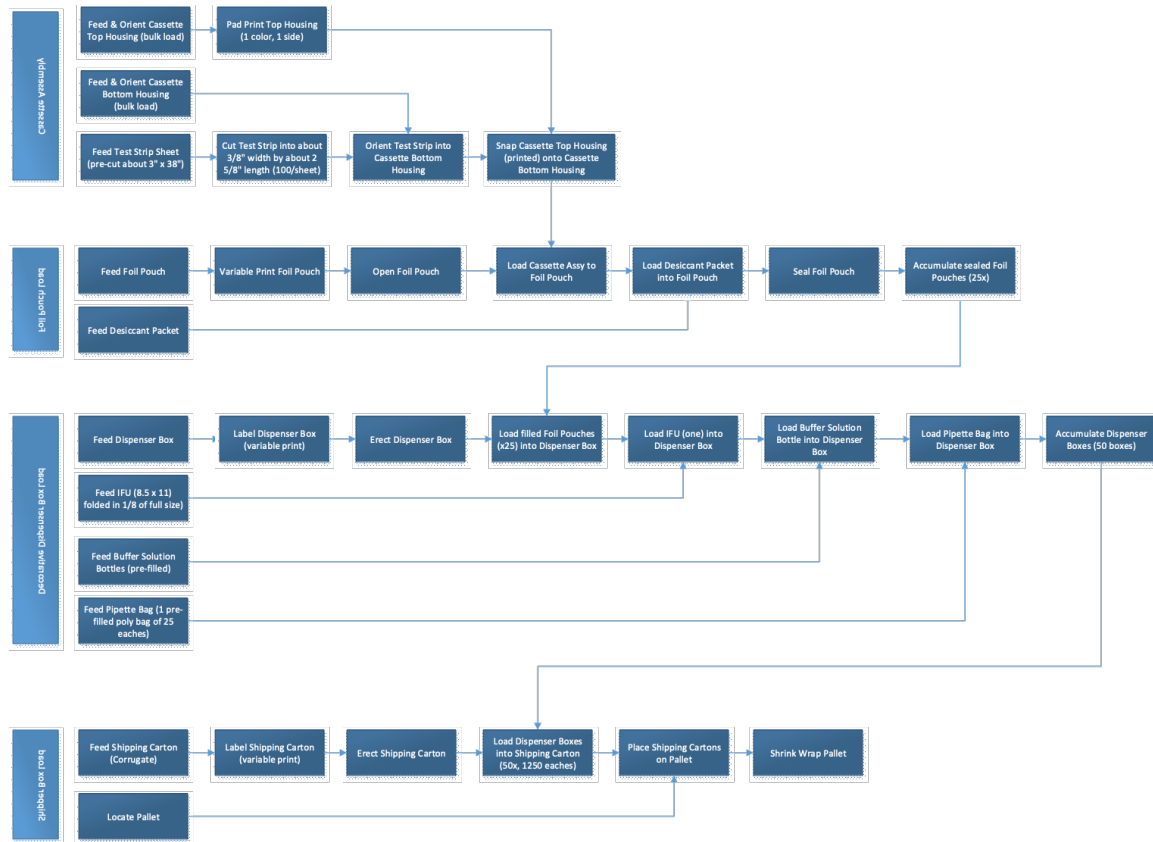 Cassette Assembly
Feed & Orient Cassette
Top Housing (bulk load)
Pad Print Top Housing
(1 color, 1 side)
Feed & Orient Cassette
Bottom Housing
(bulk load)
Feed Test Strip Sheet
(pre-cut about 3" x 38")
Cut Test Strip into about
3/8" width by about 2
5/8" length (100/sheet)
Orient Test Strip into
Cassette Bottom
Housing
Snap Cassette Top Housing
(printed) onto Cassette
Bottom Housing
Foil Pouch Load
Feed Foil Pouch
Variable Print Foil Pouch
Open Foil Pouch
Load Cassette Assy to
Foil Pouch
Load Desiccant Packet
into Foil Pouch
Seal Foil Pouch
Accumulate sealed Foil
Pouches (25x)
Feed Desiccant Packet
Decorative Dispenser Box Load
Feed Dispenser Box
Label Dispenser Box
(variable print)
Erect Dispenser Box
Load filled Foil Pouches
(x25) into Dispenser Box
Load IFU (one) into
Dispenser Box
Load Buffer Solution
Bottle into Dispenser
Box
Load Pipette Bag into
Dispenser Box
Accumulate Dispenser
Boxes (50 boxes)
Feed IFU (8.5 x 11)
folded in 1/8 of full size)
Feed Buffer Solution
Bottles (pre-filled)
Feed Pipette Bag (1 pre-
filled poly bag of 25
eaches)
Shipper Box Load
Feed Shipping Carton
(Corrugate)
Label Shipping Carton
(variable print)
Erect Shipping Carton
Load Dispenser Boxes
into Shipping Carton
(50x, 1250 eaches)
Place Shipping Cartons
on Pallet
Shrink Wrap Pallet
Locate Pallet